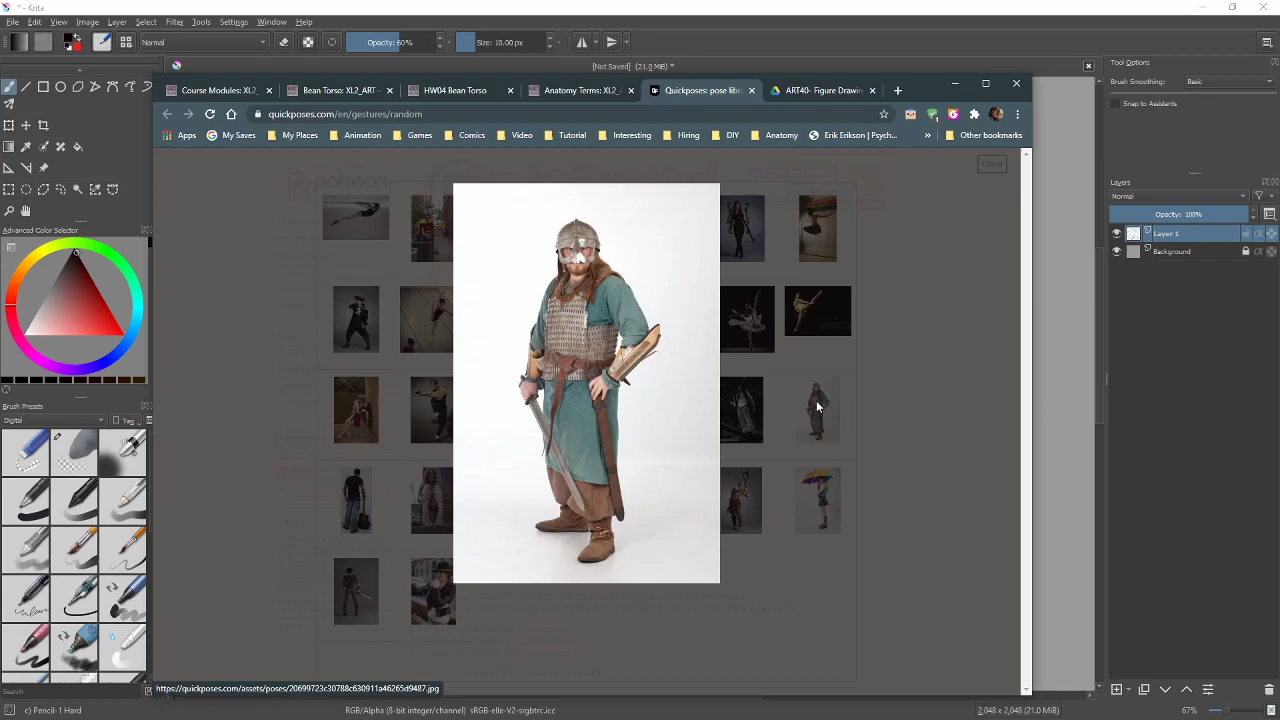 * - Krita
File Edit View Image Layer Select Filter Tools Settings Window Help
Normal Opacity: 60% Size: 10.00 px
[Not Saved] (21.0 MiB) *
Course Modules: XL2_ Bean Torso: XL2_ART HW04 Bean Torso Anatomy Terms: XL2_ Quickposes: pose libr ART40- Figure Drawin
quickposes.com/en/gestures/random
Apps My Saves My Places Animation Games Comics Video Tutorial Interesting Hiring DIY Anatomy Erik Erikson | Psych... » Other bookmarks
Close
patreon
https://quickposes.com/assets/poses/20699723c30788c630911a46265d9487.jpg
Advanced Color Selector
Brush Presets
Digital Tag
Search
Tool Options
Brush Smoothing: Basic
Snap to Assistants
Layers
Normal
Opacity: 100%
Layer 1
Background
c) Pencil-1 Hard RGB/Alpha (8-bit integer/channel) sRGB-elle-V2-srgbtrc.icc 2,048 x 2,048 (21.0 MiB) 67%